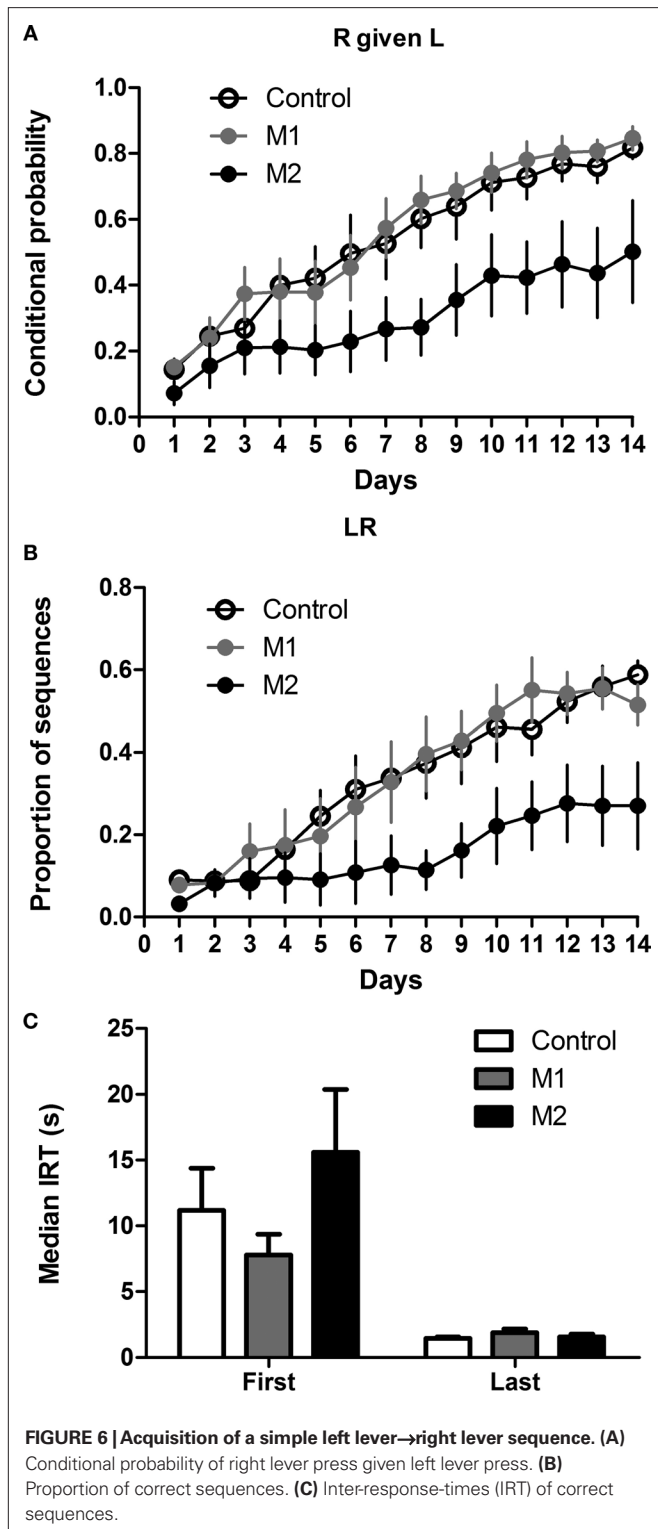 A
R given L
Conditional probability
1.0
0.8
0.6
0.4
0.2
0.0
Control
M1
M2
0 1 2 3 4 5 6 7 8 9 10 11 12 13 14
Days
B
LR
Proportion of sequences
0.8
0.6
0.4
0.2
0.0
Control
M1
M2
0 1 2 3 4 5 6 7 8 9 10 11 12 13 14
Days
C
Median IRT (s)
25
20
15
10
5
0
Control
M1
M2
First Last
FIGURE 6 | Acquisition of a simple left lever→right lever sequence. (A)
Conditional probability of right lever press given left lever press. (B)
Proportion of correct sequences. (C) Inter-response-times (IRT) of correct
sequences.